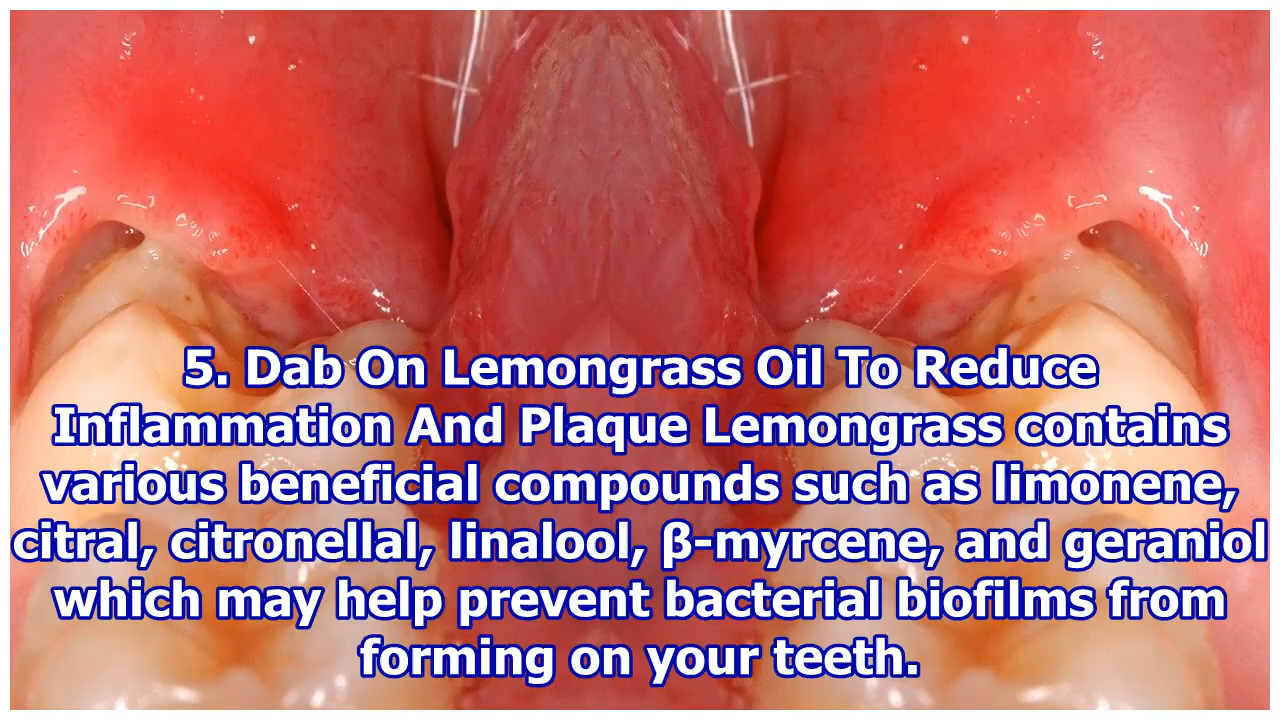 5. Dab On Lemongrass Oil To Reduce
Inflammation And Plaque Lemongrass contains
various beneficial compounds such as limonene,
citral, citronellal, linalool, β-myrcene, and geraniol
which may help prevent bacterial biofilms from
forming on your teeth.